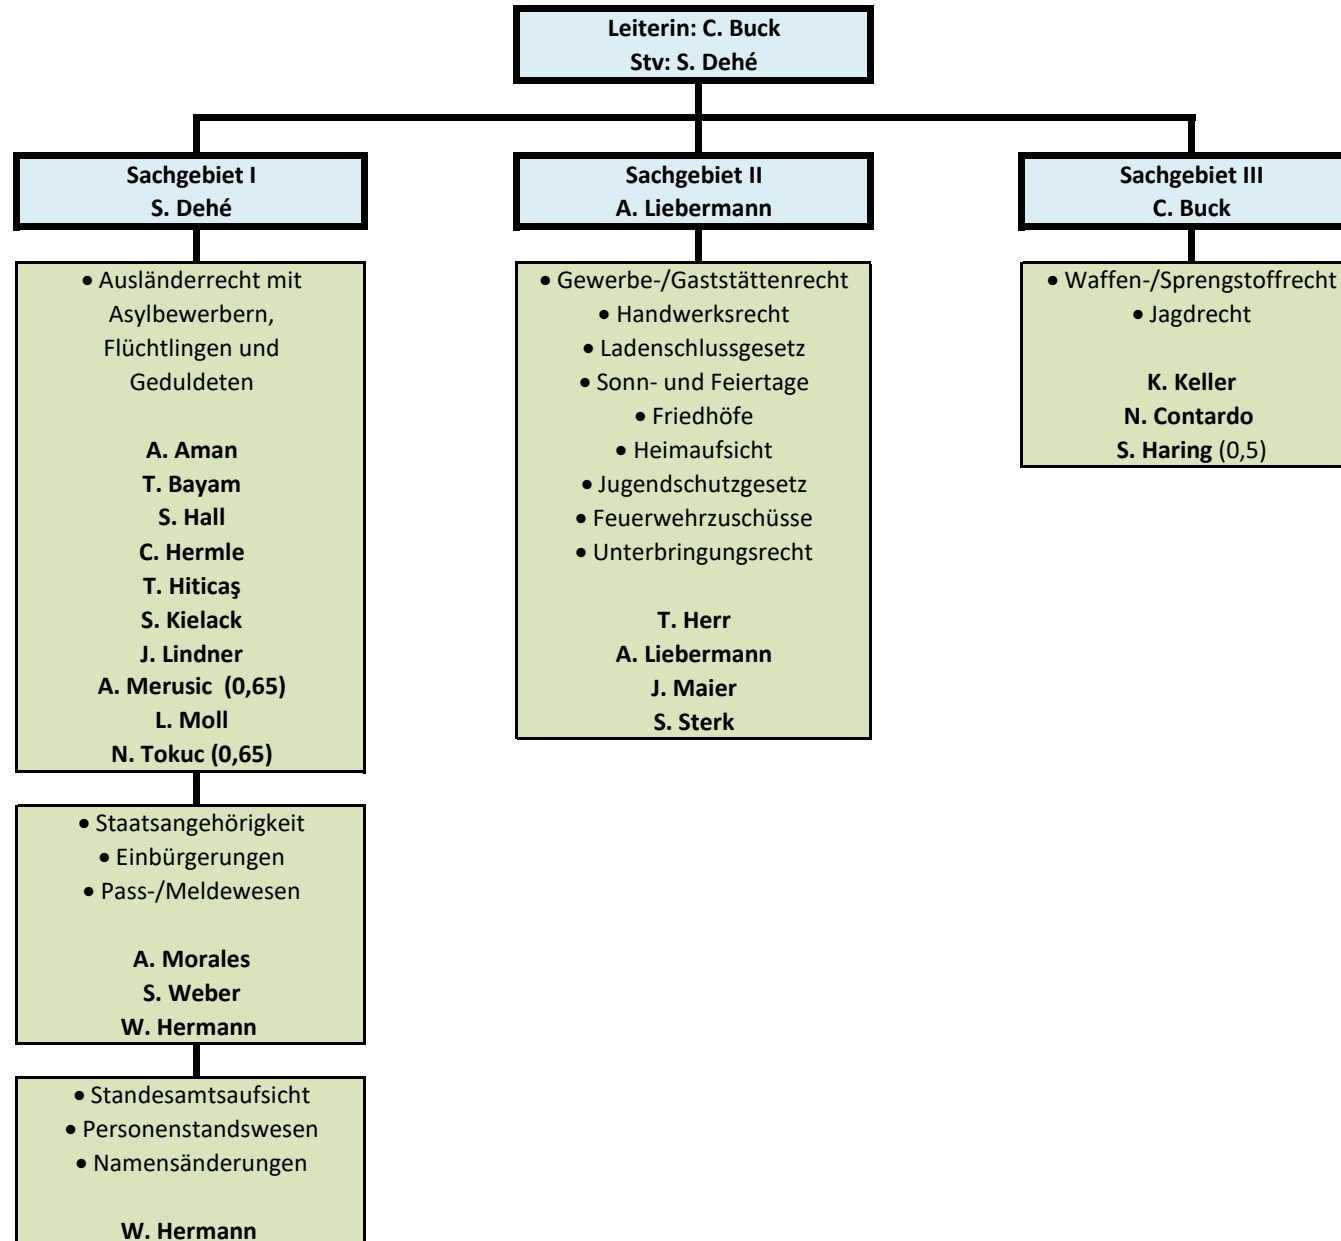 Leiterin: C. Buck
Stv: S. Dehé
Sachgebiet I
S. Dehé
• Ausländerrecht mit
Asylbewerbern,
Flüchtlingen und
Geduldeten
A. Aman
T. Bayam
S. Hall
C. Hermle
T. Hiticaş
S. Kielack
J. Lindner
A. Merusic (0,65)
L. Moll
N. Tokuc (0,65)
• Staatsangehörigkeit
• Einbürgerungen
• Pass-/Meldewesen
A. Morales
S. Weber
W. Hermann
• Standesamtsaufsicht
• Personenstandswesen
• Namensänderungen
W. Hermann
Sachgebiet II
A. Liebermann
• Gewerbe-/Gaststättenrecht
• Handwerksrecht
• Ladenschlussgesetz
• Sonn- und Feiertage
• Friedhöfe
• Heimaufsicht
• Jugendschutzgesetz
• Feuerwehrzuschüsse
• Unterbringungsrecht
T. Herr
A. Liebermann
J. Maier
S. Sterk
Sachgebiet III
C. Buck
• Waffen-/Sprengstoffrecht
• Jagdrecht
K. Keller
N. Contardo
S. Haring (0,5)